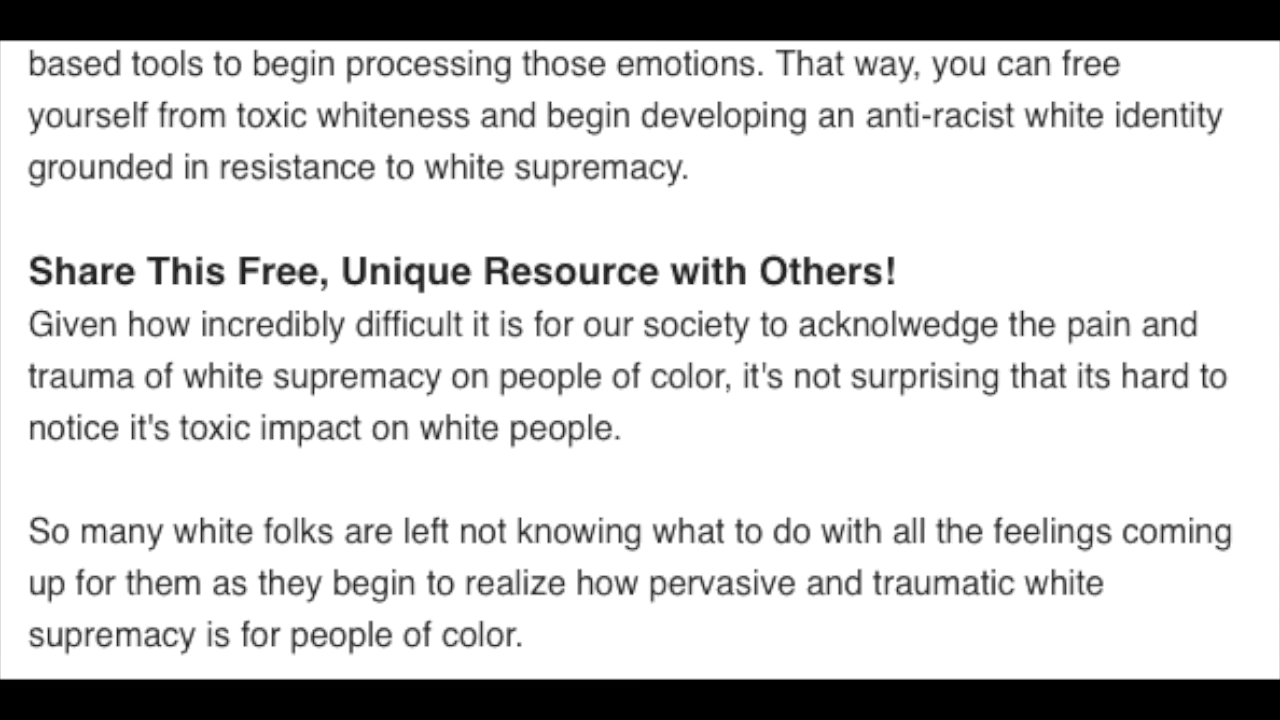 based tools to begin processing those emotions. That way, you can free
yourself from toxic whiteness and begin developing an anti-racist white identity
grounded in resistance to white supremacy.
Share This Free, Unique Resource with Others!
Given how incredibly difficult it is for our society to acknolwedge the pain and
trauma of white supremacy on people of color, it's not surprising that its hard to
notice it's toxic impact on white people.
So many white folks are left not knowing what to do with all the feelings coming
up for them as they begin to realize how pervasive and traumatic white
supremacy is for people of color.